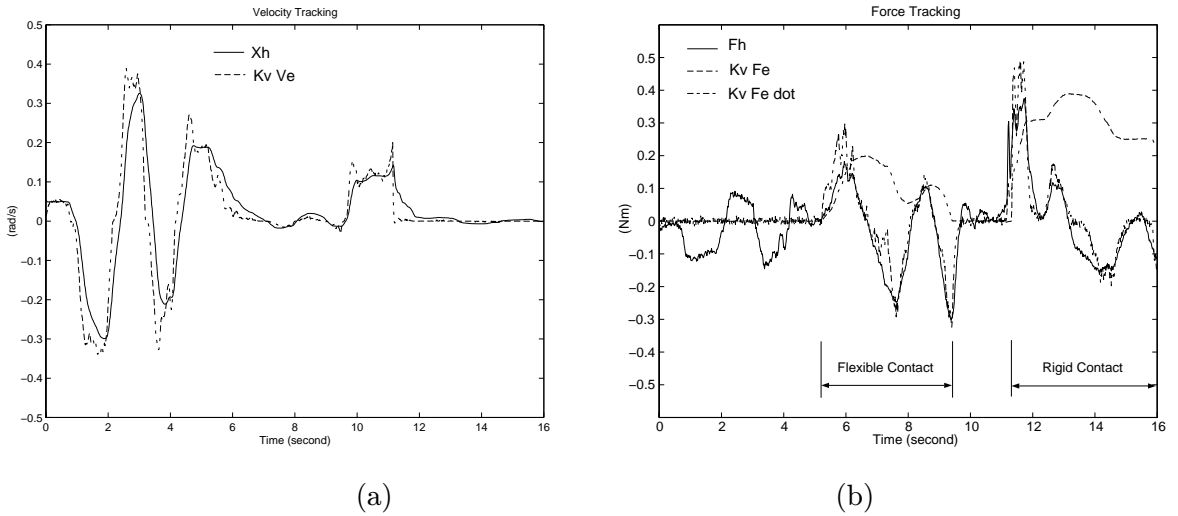 Velocity Tracking
0.5
0.4
0.3
0.2
0.1
0
−0.1
−0.2
−0.3
−0.4
−0.5
(rad/s)
Xh
Kv Ve
0 2 4 6 8 10 12 14 16
Time (second)
(a)
Force Tracking
0.5
0.4
0.3
0.2
0.1
0
−0.1
−0.2
−0.3
−0.4
−0.5
(Nm)
Fh
Kv Fe
Kv Fe dot
Flexible Contact
Rigid Contact
0 2 4 6 8 10 12 14 16
Time (second)
(b)